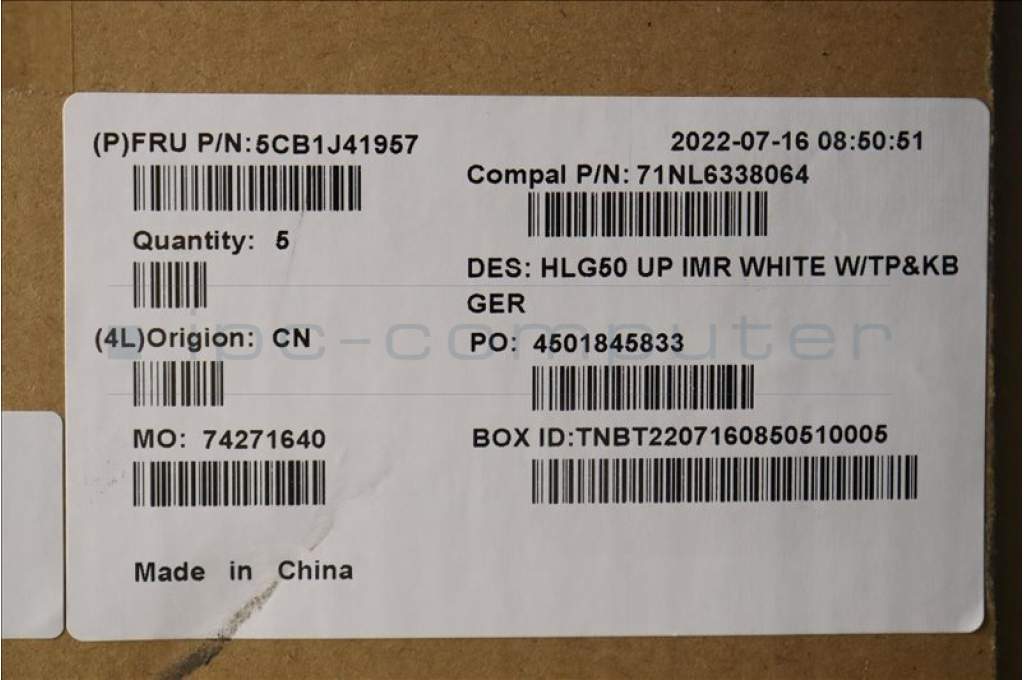 (P)FRU P/N:5CB1J41957
2022-07-16 08:50:51
Compal P/N: 71NL6338064
Quantity: 5
DES: HLG50 UP IMR WHITE W/TP&KB
GER
(4L)Origion: CN
PO: 4501845833
ipc-computer
MO: 74271640
BOX ID:TNBT2207160850510005
Made in China